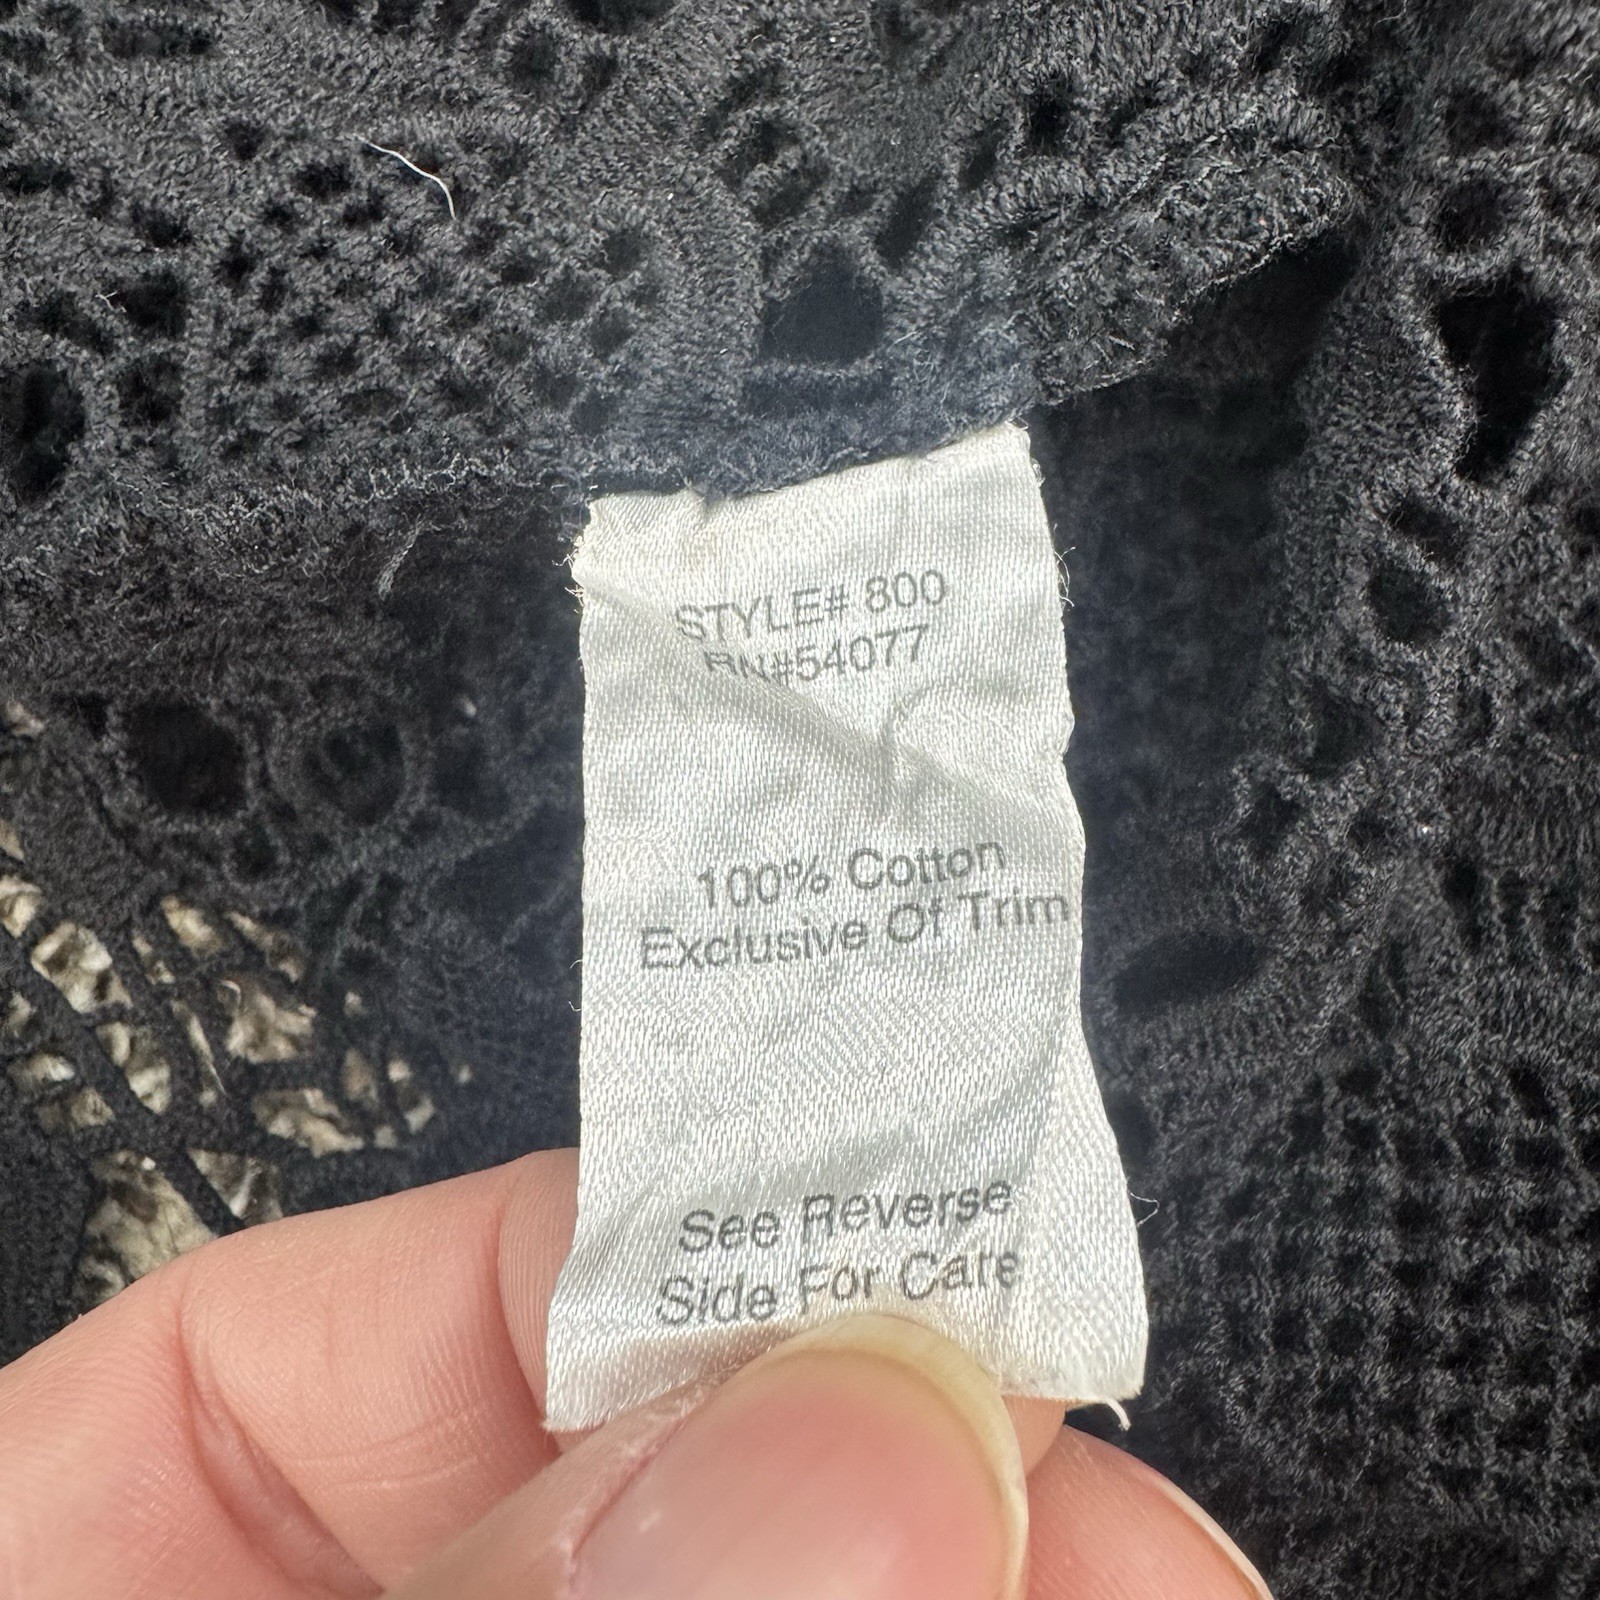 STYLE# 800
RN#54077
100% Cotton
Exclusive Of Trim
See Reverse
Side For Care